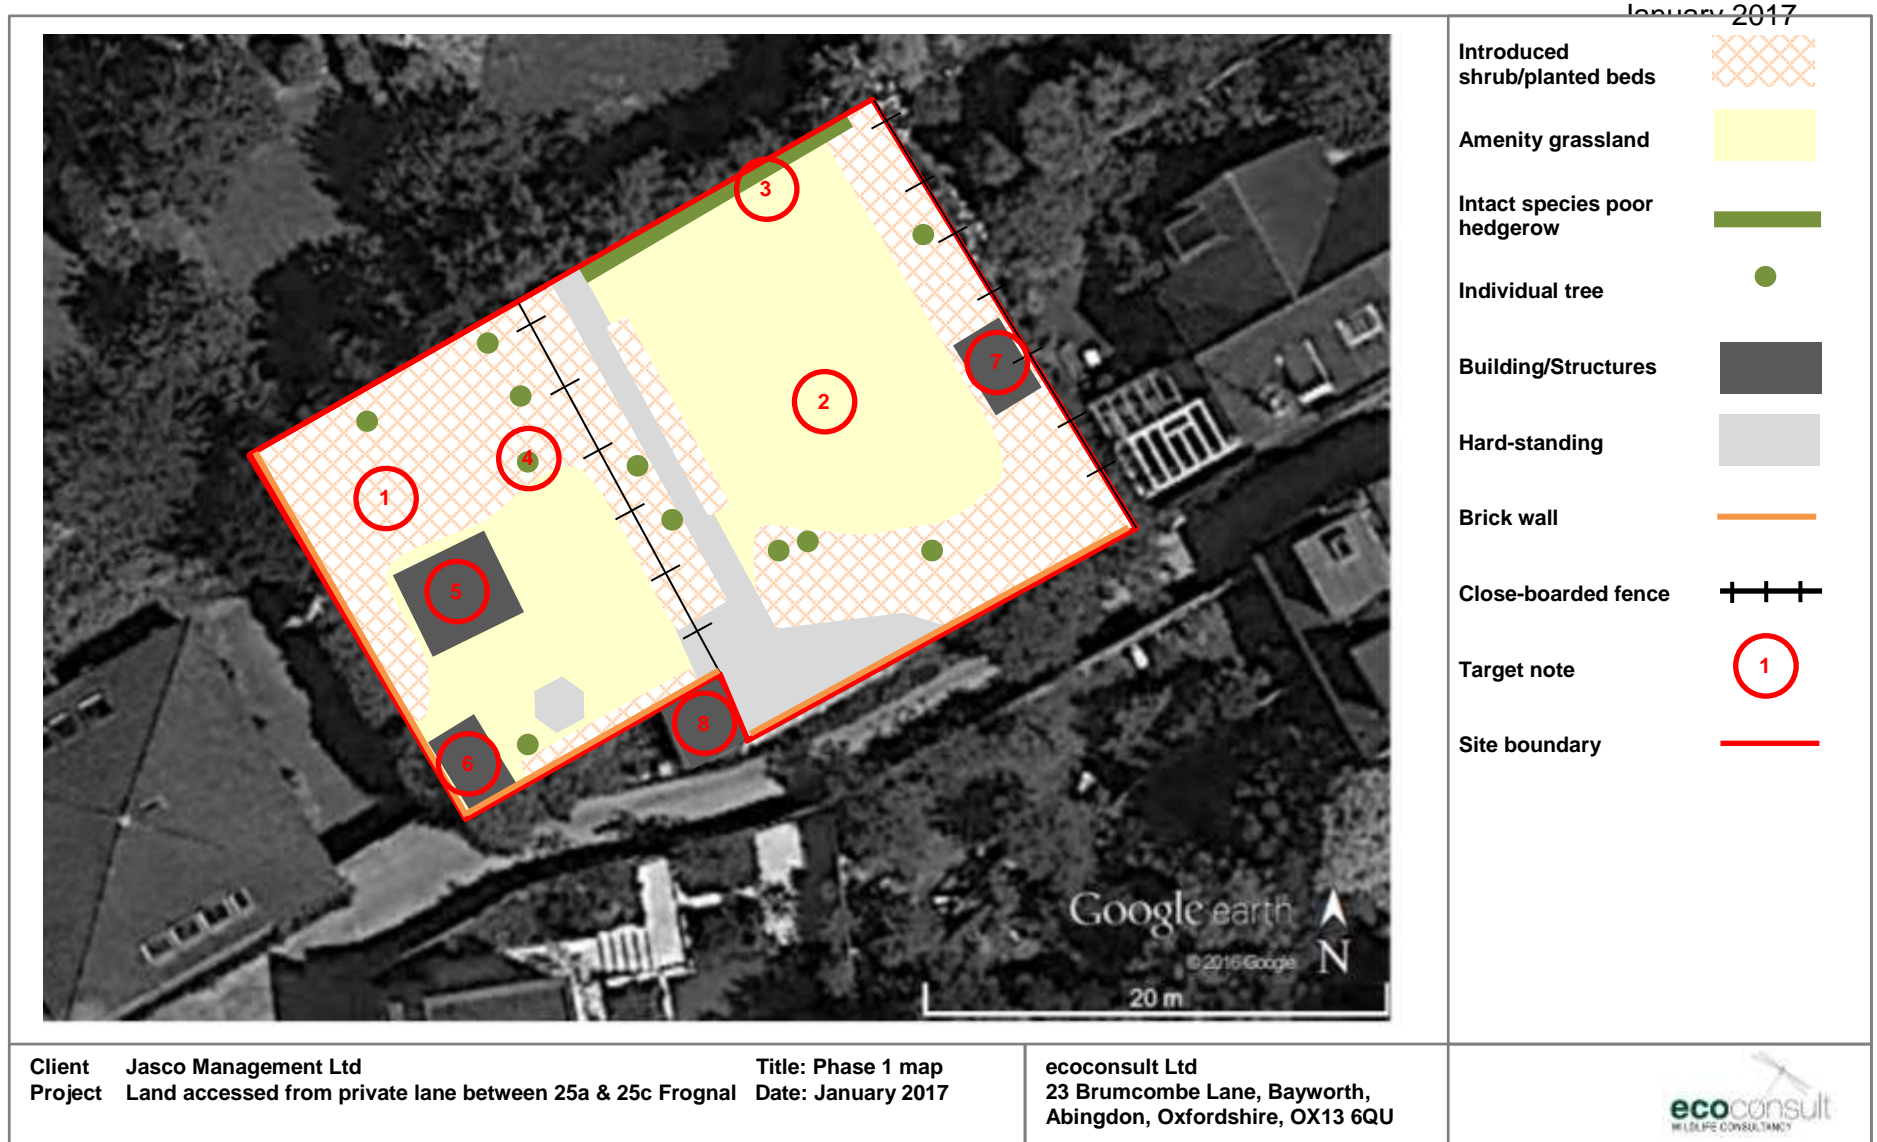 January 2017
Introduced
shrub/planted beds
Amenity grassland
Intact species poor
hedgerow
Individual tree
Building/Structures
Hard-standing
Brick wall
Close-boarded fence
Target note
1
Site boundary
3
7
2
4
1
5
8
6
Google earth
© 2016 Google
N
20 m
Client Jasco Management Ltd
Project Land accessed from private lane between 25a & 25c Frognal
Title: Phase 1 map
Date: January 2017
ecoconsult Ltd
23 Brumcombe Lane, Bayworth,
Abingdon, Oxfordshire, OX13 6QU
ecoconsult
WILDLIFE CONSULTANCY